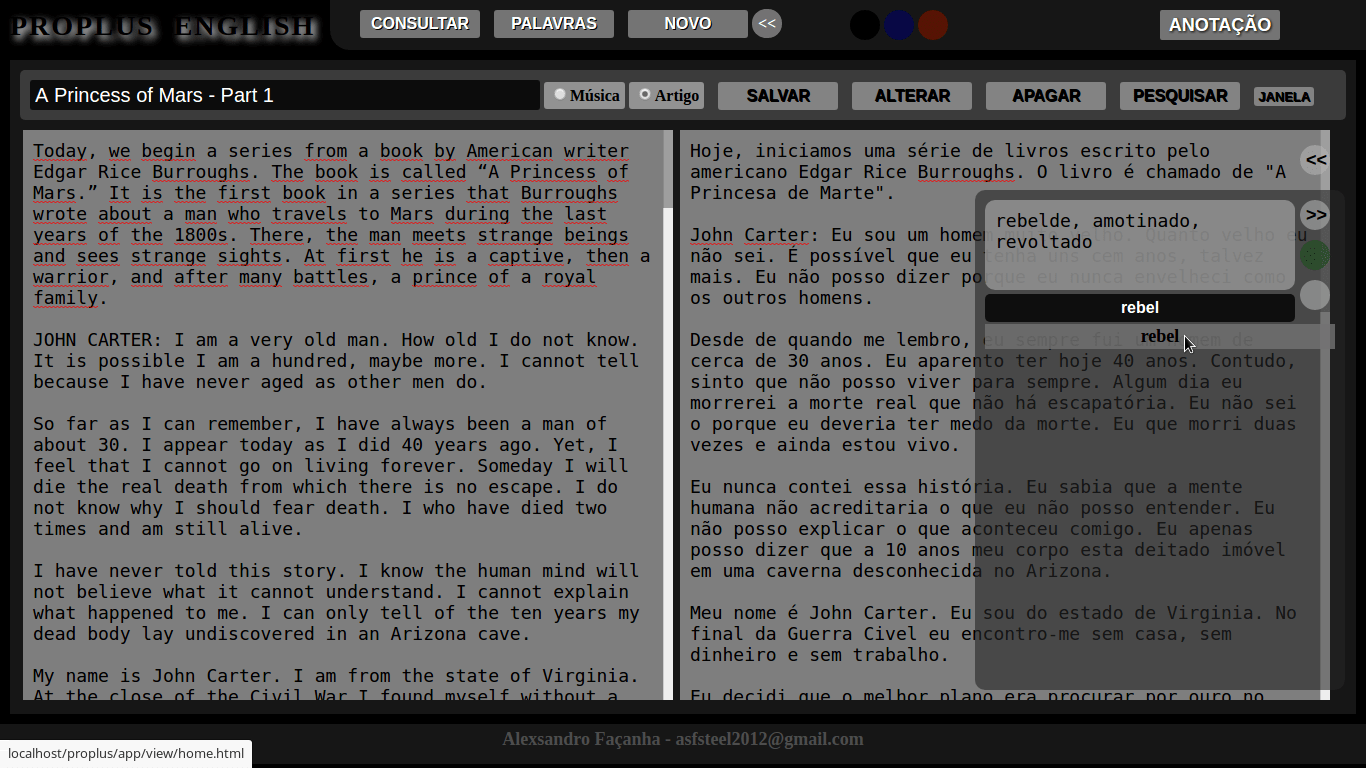 PROPLUS ENGLISH
CONSULTAR
PALAVRAS
NOVO
<<
ANOTAÇÃO
A Princess of Mars - Part 1
Música
Artigo
SALVAR
ALTERAR
APAGAR
PESQUISAR
JANELA
Today, we begin a series from a book by American writer
Edgar Rice Burroughs. The book is called “A Princess of
Mars.” It is the first book in a series that Burroughs
wrote about a man who travels to Mars during the last
years of the 1800s. There, the man meets strange beings
and sees strange sights. At first he is a captive, then a
warrior, and after many battles, a prince of a royal
family.
JOHN CARTER: I am a very old man. How old I do not know.
It is possible I am a hundred, maybe more. I cannot tell
because I have never aged as other men do.
So far as I can remember, I have always been a man of
about 30. I appear today as I did 40 years ago. Yet, I
feel that I cannot go on living forever. Someday I will
die the real death from which there is no escape. I do
not know why I should fear death. I who have died two
times and am still alive.
I have never told this story. I know the human mind will
not believe what it cannot understand. I cannot explain
what happened to me. I can only tell of the ten years my
dead body lay undiscovered in an Arizona cave.
My name is John Carter. I am from the state of Virginia.
At the close of the Civil War I found myself without a
Hoje, iniciamos uma série de livros escrito pelo
americano Edgar Rice Burroughs. O livro é chamado de "A
Princesa de Marte".
John Carter: Eu sou um homem muito velho. Quanto velho eu
não sei. É possível que eu tenha uns cem anos, talvez
mais. Eu não posso dizer porque eu nunca envelheci como
os outros homens.
Desde de quando me lembro, eu sempre fui um homem de
cerca de 30 anos. Eu aparento ter hoje 40 anos. Contudo,
sinto que não posso viver para sempre. Algum dia eu
morrerei a morte real que não há escapatória. Eu não sei
o porque eu deveria ter medo da morte. Eu que morri duas
vezes e ainda estou vivo.
Eu nunca contei essa história. Eu sabia que a mente
humana não acreditaria o que eu não posso entender. Eu
não posso explicar o que aconteceu comigo. Eu apenas
posso dizer que a 10 anos meu corpo esta deitado imóvel
em uma caverna desconhecida no Arizona.
Meu nome é John Carter. Eu sou do estado de Virginia. No
final da Guerra Civel eu encontro-me sem casa, sem
dinheiro e sem trabalho.
Eu decidi que o melhor plano era procurar por ouro no
<<
>>
rebelde, amotinado,
revoltado
rebel
rebel
Alexsandro Façanha - asfsteel2012@gmail.com
localhost/proplus/app/view/home.html